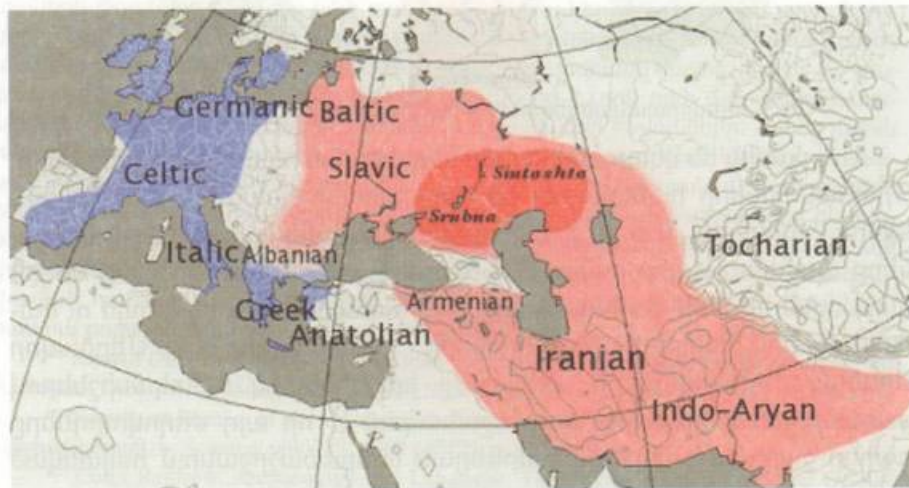 Germanic
Baltic
Celtic
Slavic
Sintashta
Srubna
Italic
Albanian
Tocharian
Armenian
Greek
Anatolian
Iranian
Indo-Aryan